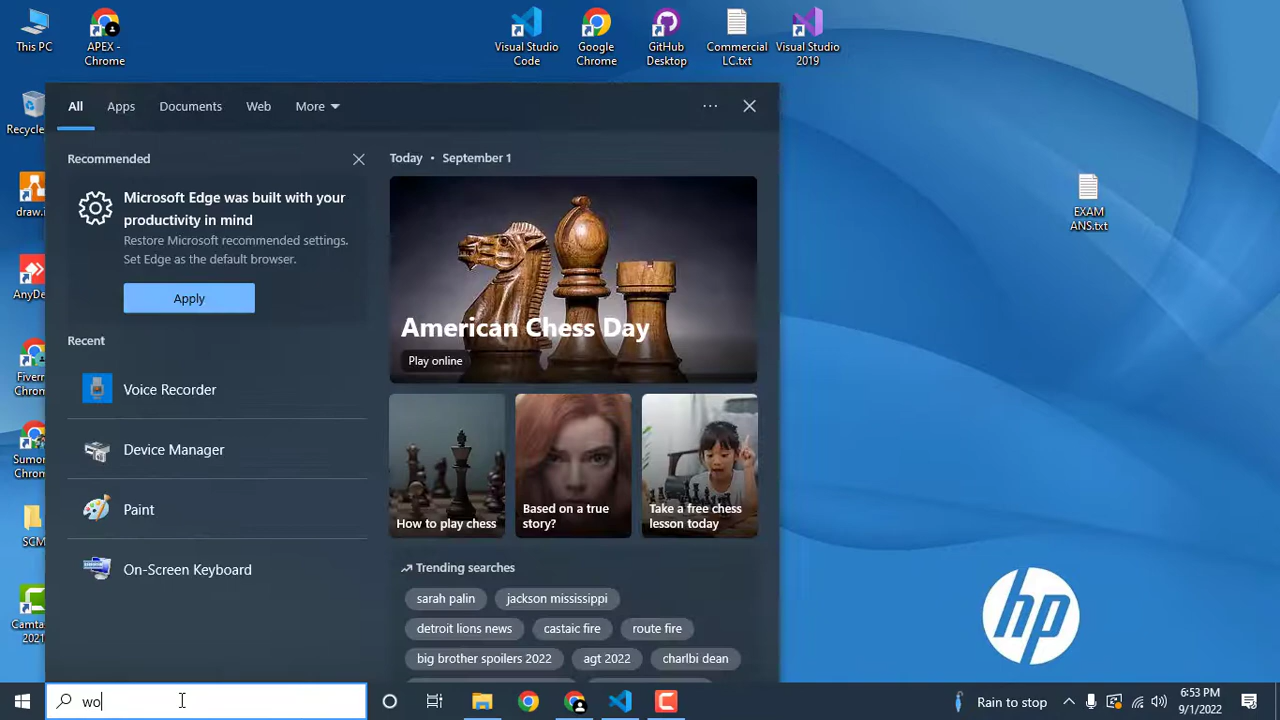 This PC
APEX -
Chrome
Visual Studio
Code
Google
Chrome
GitHub
Desktop
Commercial
LC.txt
Visual Studio
2019
Recycle
draw.i
AnyDe
Fiverr
Chrom
Sumon
Chrom
SCM
Camta
2021
EXAM
ANS.txt
All
Apps
Documents
Web
More
Recommended
Microsoft Edge was built with your
productivity in mind
Restore Microsoft recommended settings.
Set Edge as the default browser.
Apply
Recent
Voice Recorder
Device Manager
Paint
On-Screen Keyboard
Today • September 1
American Chess Day
Play online
How to play chess
Based on a true
story?
Take a free chess
lesson today
Trending searches
sarah palin
jackson mississippi
detroit lions news
castaic fire
route fire
big brother spoilers 2022
agt 2022
charlbi dean
hp
wo
Rain to stop
6:53 PM
9/1/2022